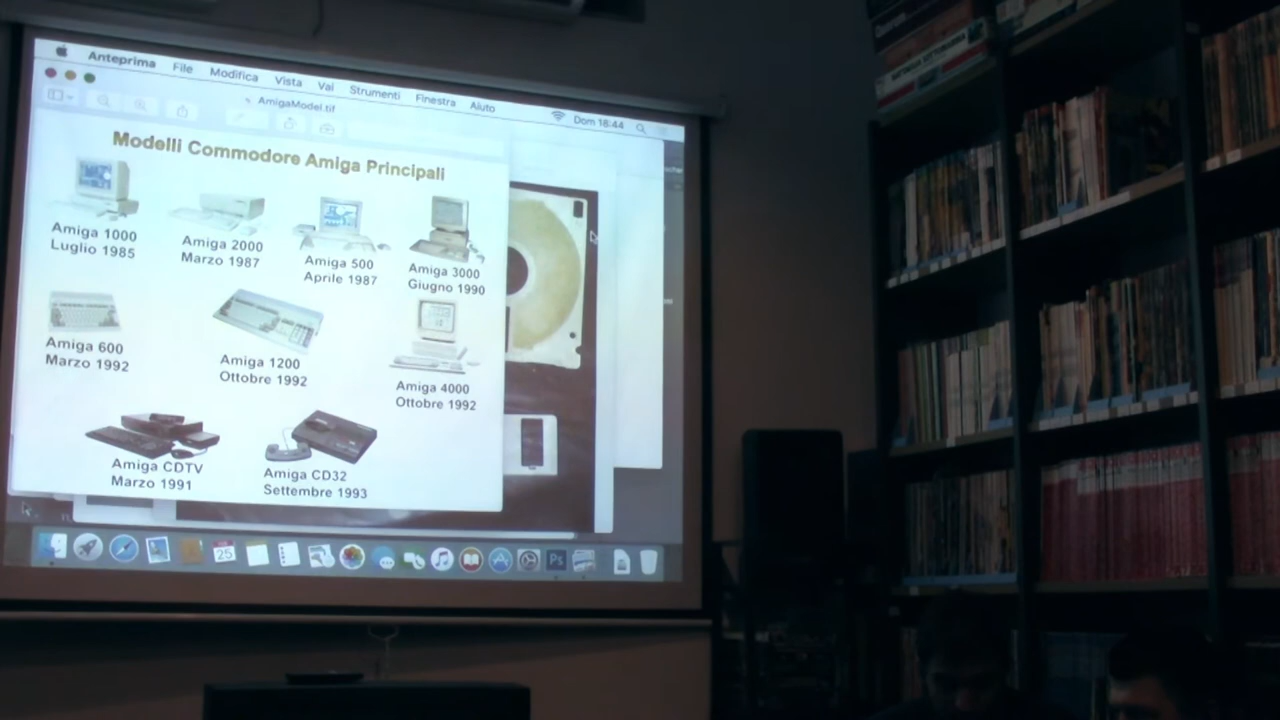 Anteprima File Modifica Vista Vai Strumenti Finestra Aiuto
Dom 18:44
AmigaModel.tif
Modelli Commodore Amiga Principali
Amiga 1000
Luglio 1985
Amiga 2000
Marzo 1987
Amiga 500
Aprile 1987
Amiga 3000
Giugno 1990
Amiga 600
Marzo 1992
Amiga 1200
Ottobre 1992
Amiga 4000
Ottobre 1992
Amiga CDTV
Marzo 1991
Amiga CD32
Settembre 1993
25
Ps